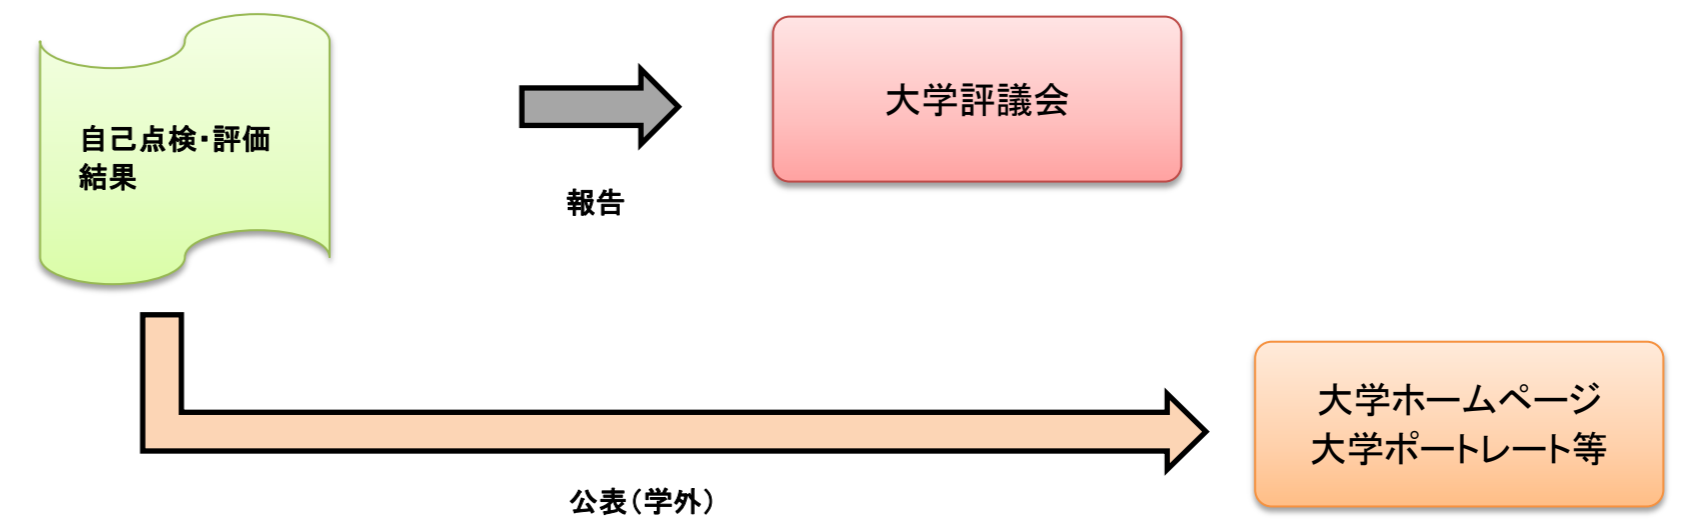 自己点検・評価
結果
大学評議会
報告
大学ホームページ
大学ポートレート等
公表(学外)